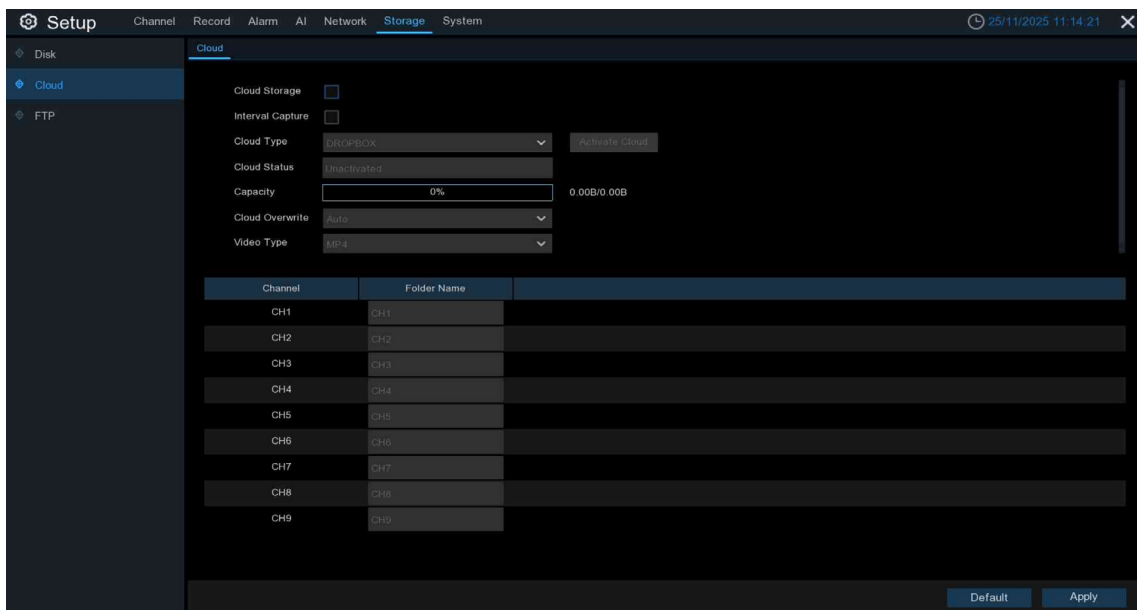 Setup Channel Record Alarm AI Network Storage System 25/11/2025 11:14:21
Disk
Cloud
FTP
Cloud
Cloud Storage
Interval Capture
Cloud Type DROPBOX Activate Cloud
Cloud Status Unactivated
Capacity 0% 0.00B/0.00B
Cloud Overwrite Auto
Video Type MP4
Channel Folder Name
CH1 CH1
CH2 CH2
CH3 CH3
CH4 CH4
CH5 CH5
CH6 CH6
CH7 CH7
CH8 CH8
CH9 CH9
Default Apply